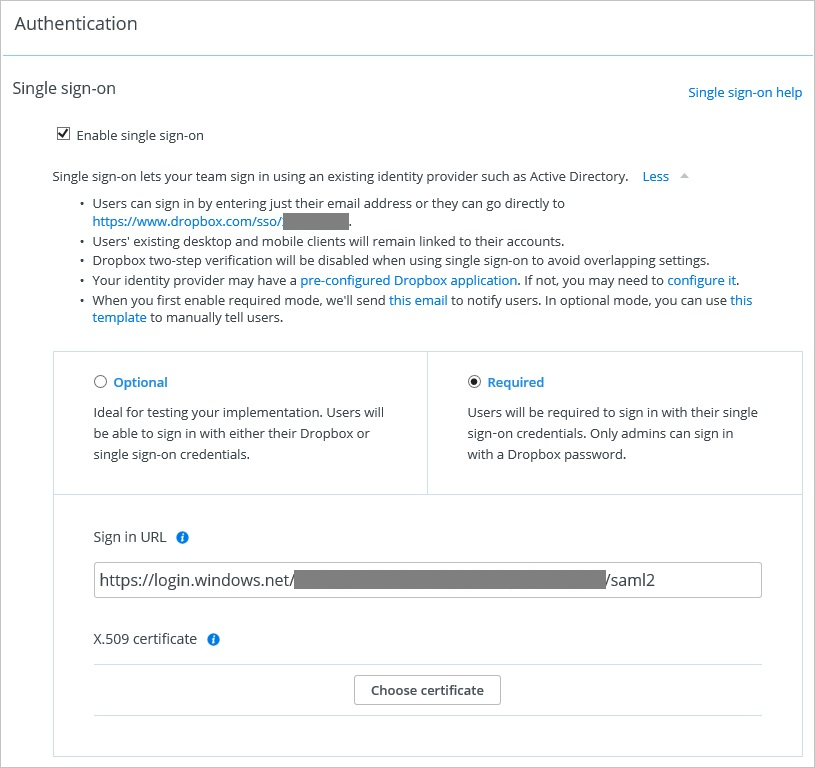 Authentication
Single sign-on
Single sign-on help
Enable single sign-on
Single sign-on lets your team sign in using an existing identity provider such as Active Directory. Less
• Users can sign in by entering just their email address or they can go directly to
https://www.dropbox.com/sso/ .
• Users' existing desktop and mobile clients will remain linked to their accounts.
• Dropbox two-step verification will be disabled when using single sign-on to avoid overlapping settings.
• Your identity provider may have a pre-configured Dropbox application. If not, you may need to configure it.
• When you first enable required mode, we'll send this email to notify users. In optional mode, you can use this
template to manually tell users.
Optional
Ideal for testing your implementation. Users will
be able to sign in with either their Dropbox or
single sign-on credentials.
Required
Users will be required to sign in with their single
sign-on credentials. Only admins can sign in
with a Dropbox password.
Sign in URL
https://login.windows.net/ /saml2
X.509 certificate
Choose certificate